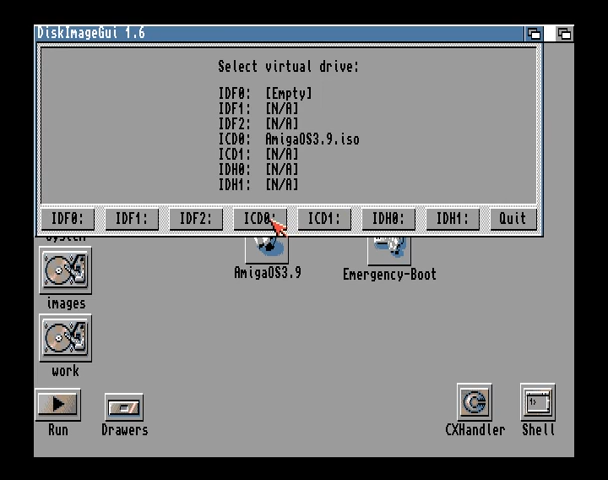 DiskImageGui 1.6
Select virtual drive:
IDF0: [Empty]
IDF1: [N/A]
IDF2: [N/A]
ICD0: AmigaOS3.9.iso
ICD1: [N/A]
IDH0: [N/A]
IDH1: [N/A]
IDF0: IDF1: IDF2: ICD0: ICD1: IDH0: IDH1: Quit
System
AmigaOS3.9 Emergency-Boot
images
work
Run Drawers CXHandler Shell